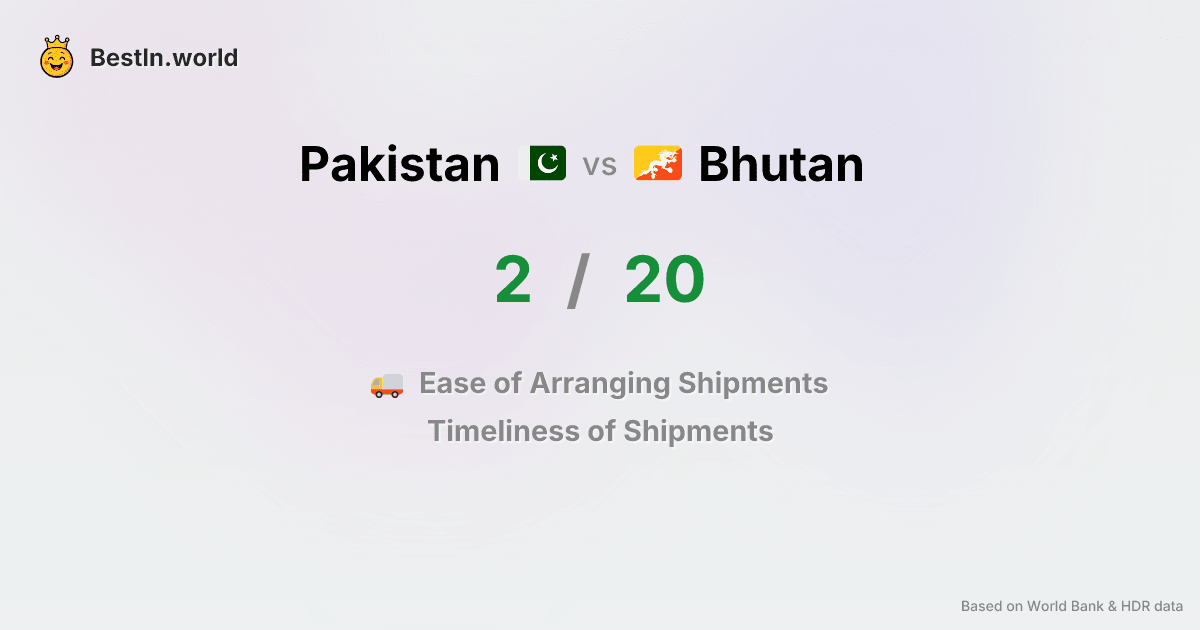 BestIn.world
Pakistan vs Bhutan
2 / 20
Ease of Arranging Shipments
Timeliness of Shipments
Based on World Bank & HDR data